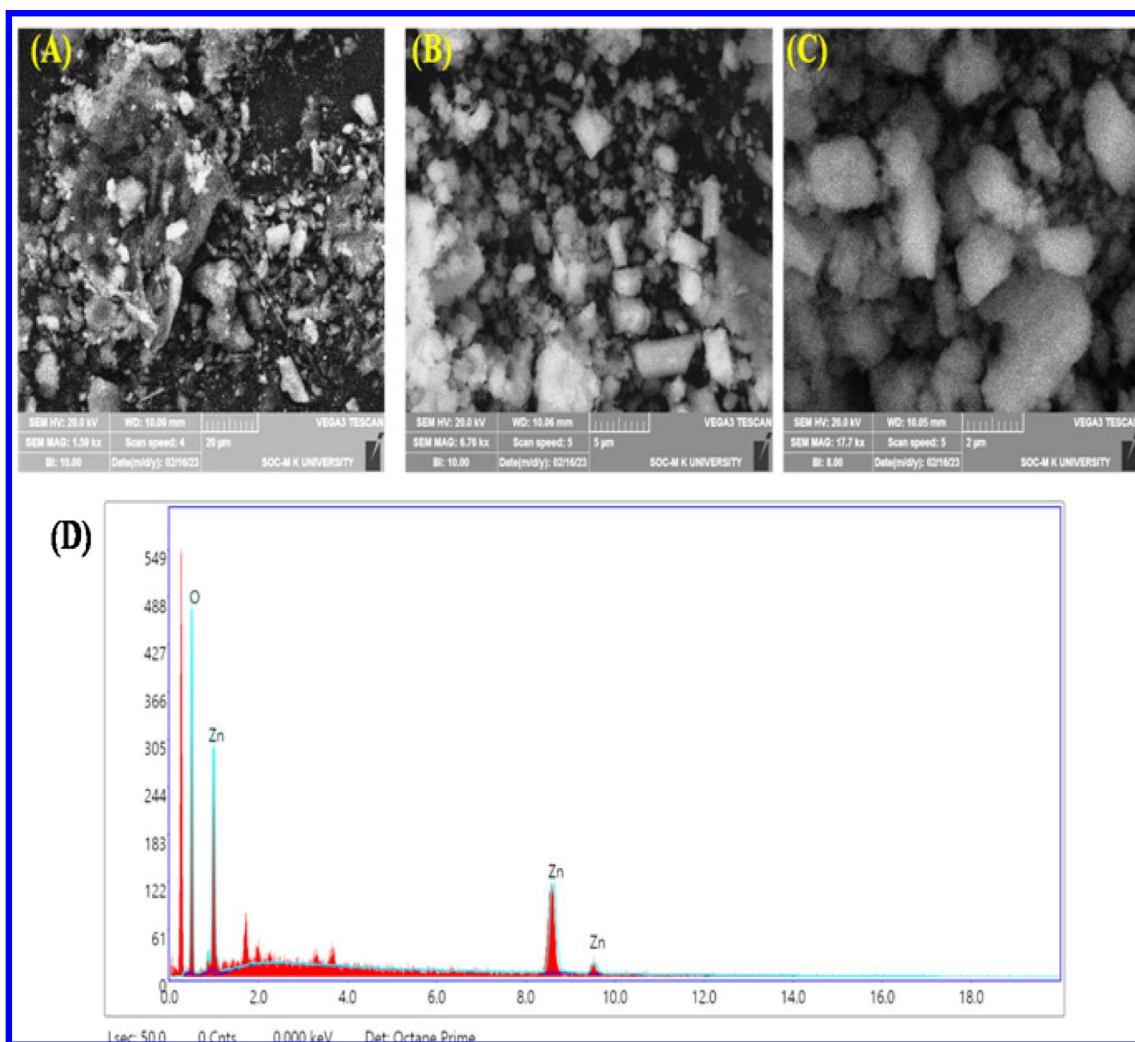 (A)
SEM HV: 20.0 kV WD: 10.09 mm VEGA3 TESCAN
SEM MAG: 1.59 kx Scan speed: 4 20 µm
BI: 10.00 Date(m/d/y): 02/16/23 SOC-M K UNIVERSITY
(B)
SEM HV: 20.0 kV WD: 10.06 mm VEGA3 TESCAN
SEM MAG: 6.76 kx Scan speed: 5 5 µm
BI: 10.00 Date(m/d/y): 02/16/23 SOC-M K UNIVERSITY
(C)
SEM HV: 20.0 kV WD: 10.05 mm VEGA3 TESCAN
SEM MAG: 17.7 kx Scan speed: 5 2 µm
BI: 8.00 Date(m/d/y): 02/16/23 SOC-M K UNIVERSITY
(D)
549
488
427
366
305
244
183
122
61
0
O
Zn
Zn
Zn
0.0 2.0 4.0 6.0 8.0 10.0 12.0 14.0 16.0 18.0
Lsec: 50.0 0 Cnts 0.000 keV Det: Octane Prime